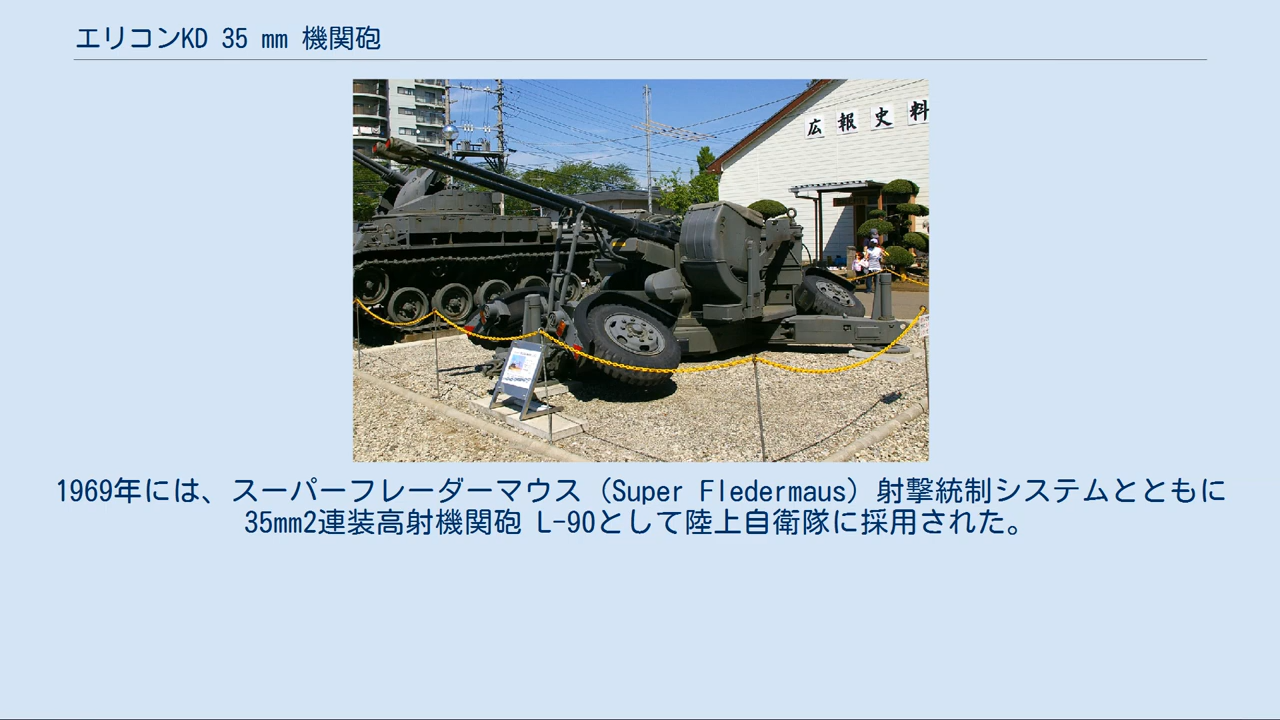 エリコンKD 35 mm 機関砲
広報史料
1969年には、スーパーフレーダーマウス（Super Fledermaus）射撃統制システムとともに
35mm2連装高射機関砲 L-90として陸上自衛隊に採用された。